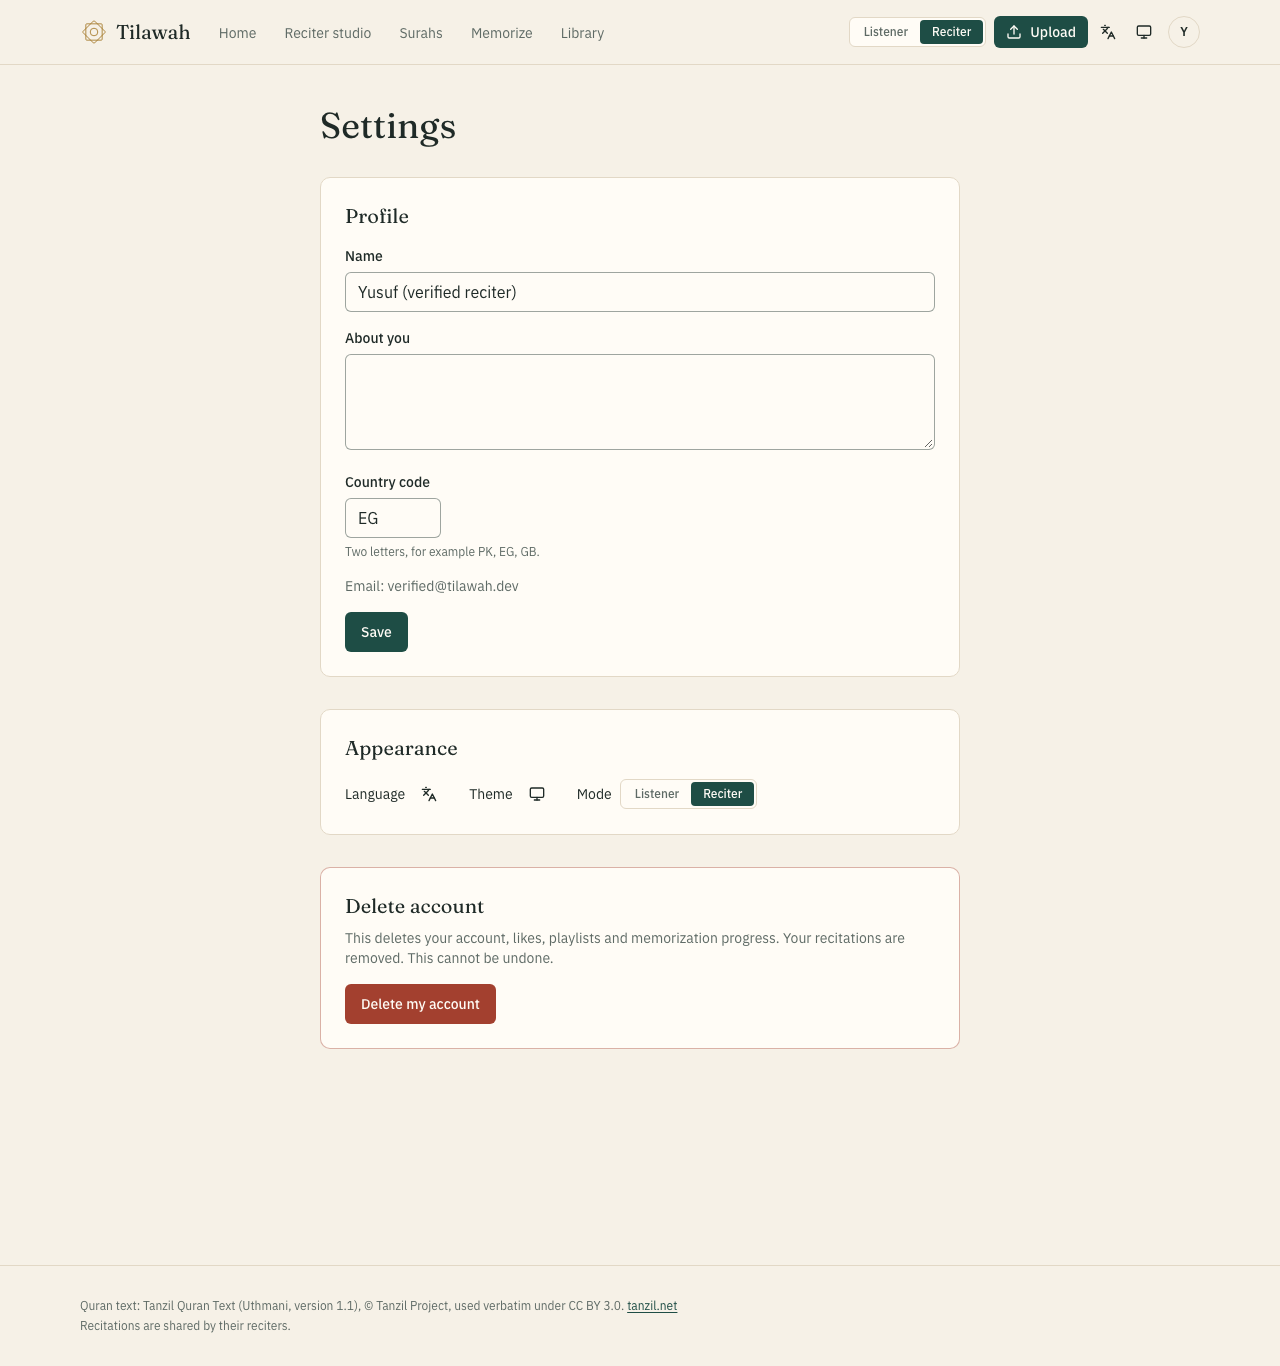 Tilawah
Home
Reciter studio
Surahs
Memorize
Library
Listener
Reciter
Upload
Y
Settings
Profile
Name
Yusuf (verified reciter)
About you
Country code
EG
Two letters, for example PK, EG, GB.
Email: verified@tilawah.dev
Save
Appearance
Language
Theme
Mode
Listener
Reciter
Delete account
This deletes your account, likes, playlists and memorization progress. Your recitations are
removed. This cannot be undone.
Delete my account
Quran text: Tanzil Quran Text (Uthmani, version 1.1), © Tanzil Project, used verbatim under CC BY 3.0. tanzil.net
Recitations are shared by their reciters.